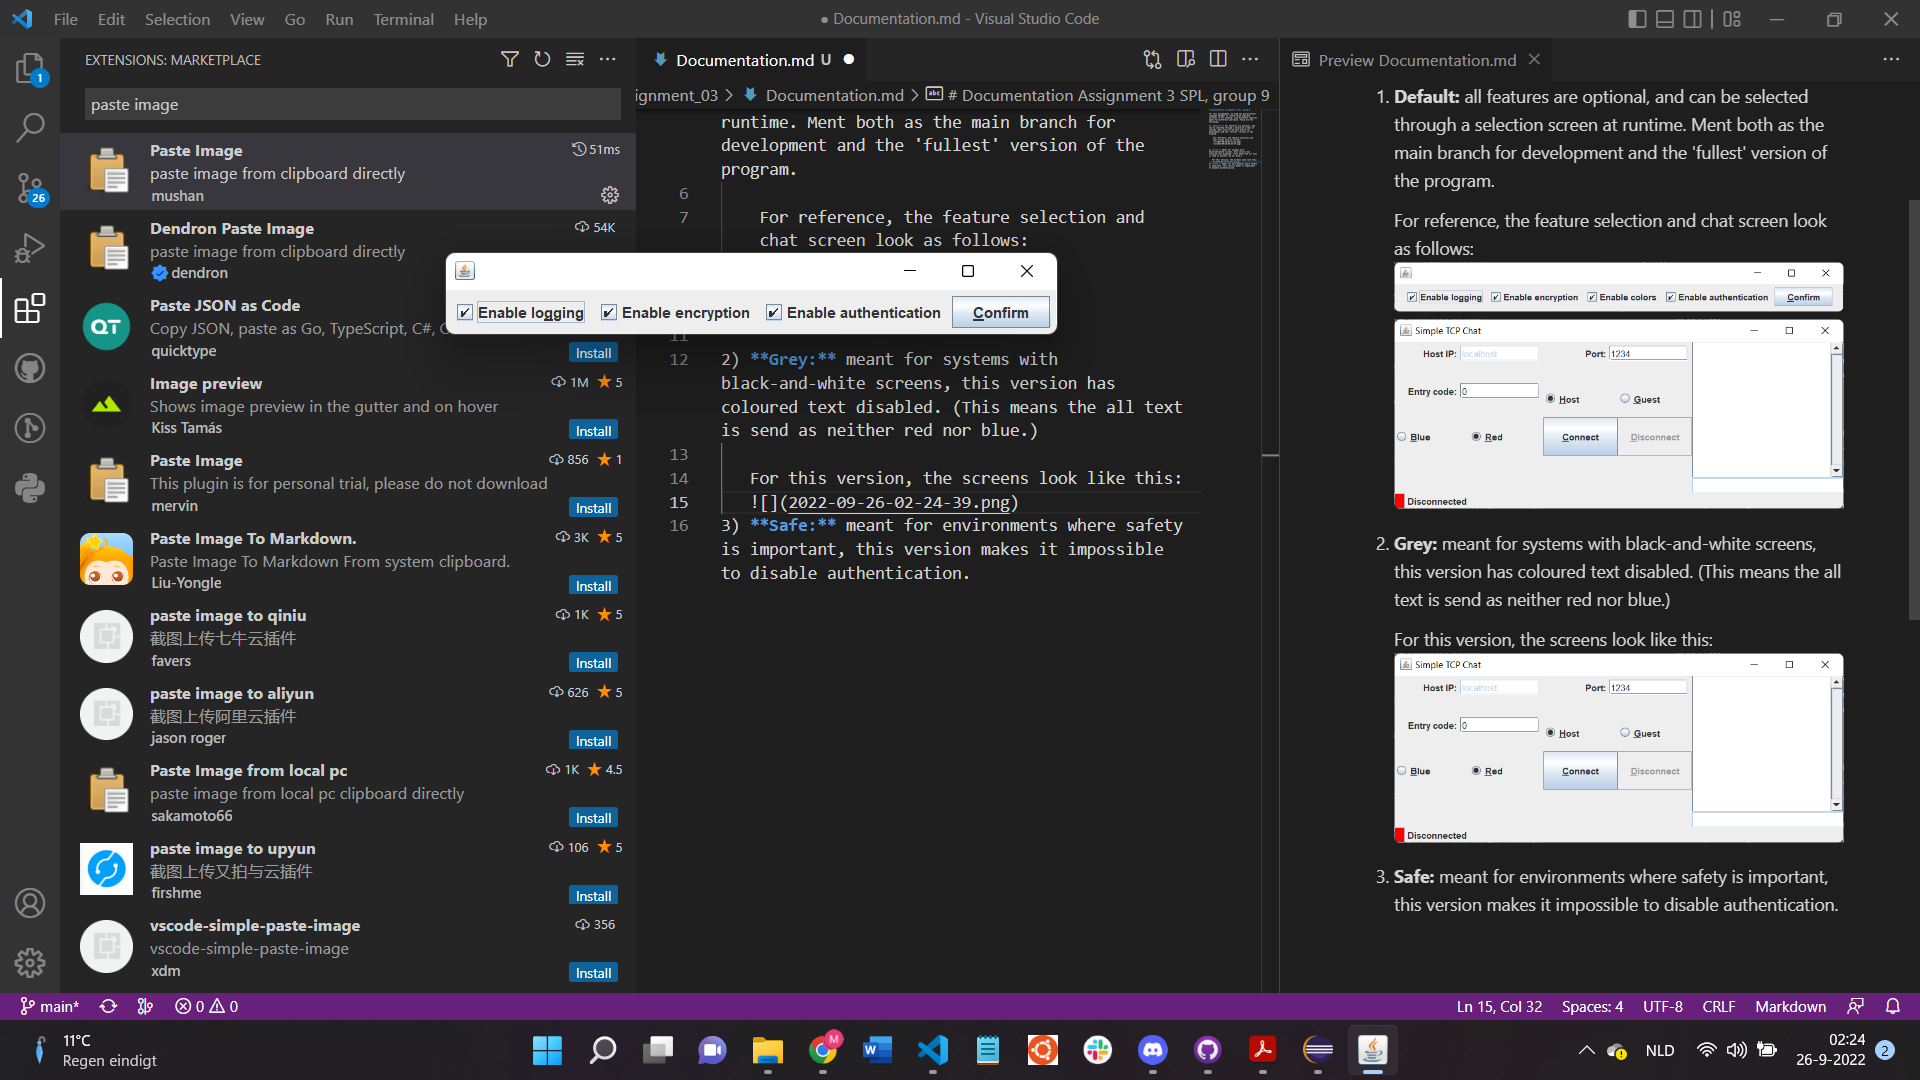 File Edit Selection View Go Run Terminal Help
● Documentation.md - Visual Studio Code
EXTENSIONS: MARKETPLACE
paste image
Paste Image
51ms
paste image from clipboard directly
mushan
Dendron Paste Image
54K
paste image from clipboard directly
dendron
Paste JSON as Code
Copy JSON, paste as Go, TypeScript, C#,
quicktype
Install
Image preview
1M 5
Shows image preview in the gutter and on hover
Kiss Tamás
Install
Paste Image
856 1
This plugin is for personal trial, please do not download
mervin
Install
Paste Image To Markdown.
3K 5
Paste Image To Markdown From system clipboard.
Liu-Yongle
Install
paste image to qiniu
1K 5
截图上传七牛云插件
favers
Install
paste image to aliyun
626 5
截图上传阿里云插件
jason roger
Install
Paste Image from local pc
1K 4.5
paste image from local pc clipboard directly
sakamoto66
Install
paste image to upyun
106 5
截图上传又拍与云插件
firshme
Install
vscode-simple-paste-image
356
vscode-simple-paste-image
xdm
Install
1
26
QT
Documentation.md U ●
ignment_03 > Documentation.md > # Documentation Assignment 3 SPL, group 9
runtime. Ment both as the main branch for
development and the 'fullest' version of the
program.
6
7 For reference, the feature selection and
chat screen look as follows:
Enable logging Enable encryption Enable authentication Confirm
11
12 2) **Grey:** meant for systems with
black-and-white screens, this version has
coloured text disabled. (This means the all text
is send as neither red nor blue.)
13
14 For this version, the screens look like this:
15 ![](2022-09-26-02-24-39.png)
16 3) **Safe:** meant for environments where safety
is important, this version makes it impossible
to disable authentication.
Preview Documentation.md
1. Default: all features are optional, and can be selected
through a selection screen at runtime. Ment both as the
main branch for development and the 'fullest' version of
the program.
For reference, the feature selection and chat screen look
as follows:
Enable logging Enable encryption Enable colors Enable authentication Confirm
Simple TCP Chat
Host IP: localhost Port: 1234
Entry code: 0 Host Guest
Blue Red Connect Disconnect
Disconnected
2. Grey: meant for systems with black-and-white screens,
this version has coloured text disabled. (This means the all
text is send as neither red nor blue.)
For this version, the screens look like this:
Simple TCP Chat
Host IP: localhost Port: 1234
Entry code: 0 Host Guest
Blue Red Connect Disconnect
Disconnected
3. Safe: meant for environments where safety is important,
this version makes it impossible to disable authentication.
main* 0 0
Ln 15, Col 32 Spaces: 4 UTF-8 CRLF Markdown
11°C
Regen eindigt
M
NLD
02:24
26-9-2022
2